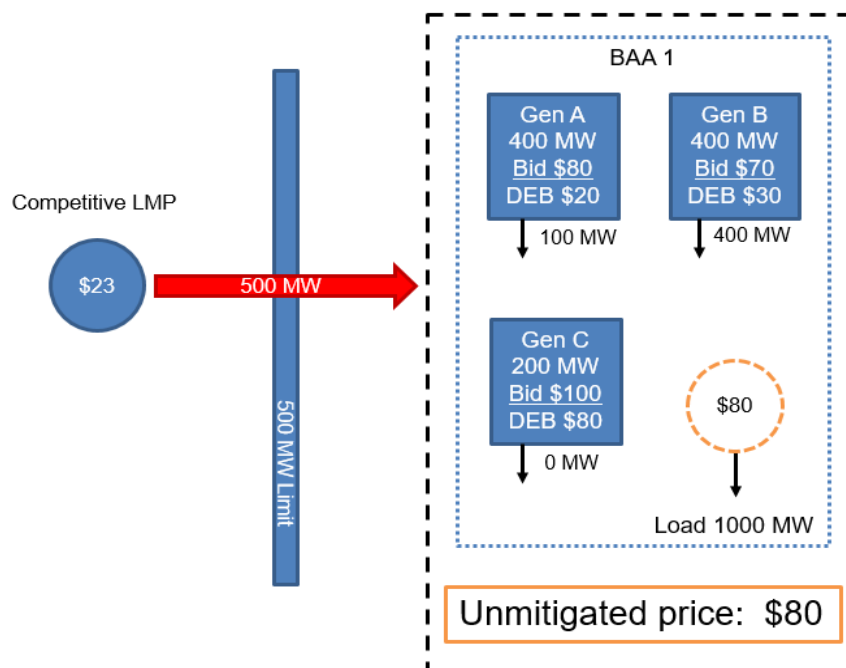 BAA 1
Gen A
400 MW
Bid $80
DEB $20
100 MW
Gen B
400 MW
Bid $70
DEB $30
400 MW
Competitive LMP
$23
500 MW
500 MW Limit
Gen C
200 MW
Bid $100
DEB $80
0 MW
$80
Load 1000 MW
Unmitigated price:  $80